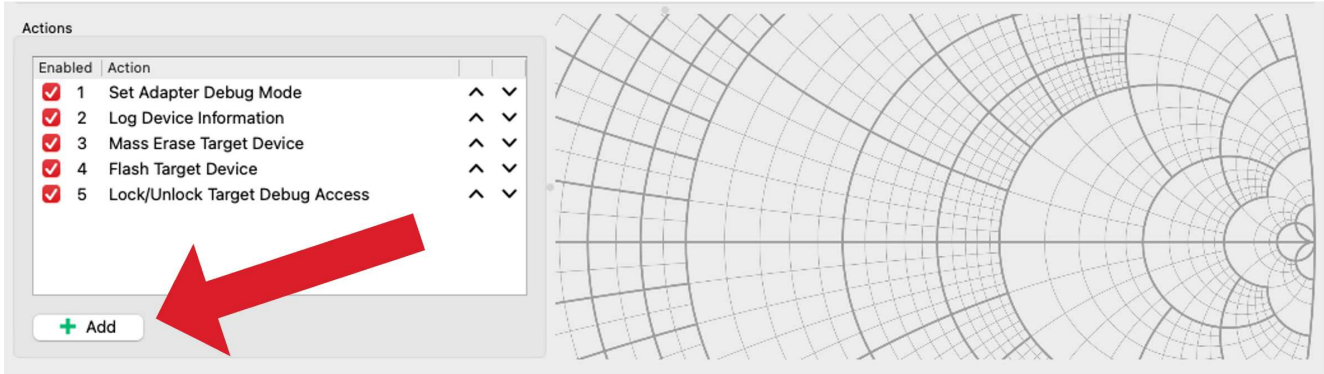 Actions
Enabled Action
1 Set Adapter Debug Mode
2 Log Device Information
3 Mass Erase Target Device
4 Flash Target Device
5 Lock/Unlock Target Debug Access
Add